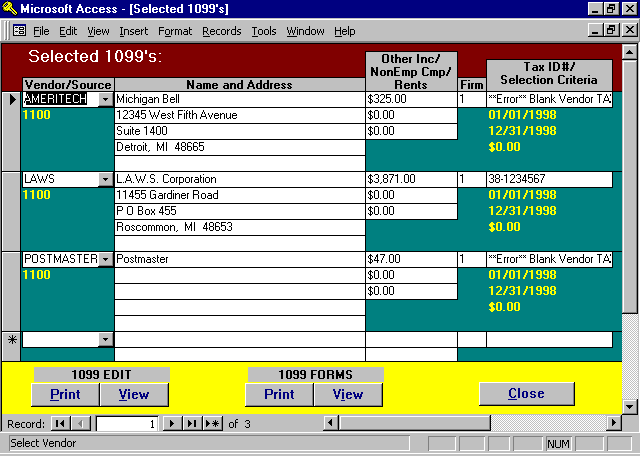 Microsoft Access - [Selected 1099's]
File Edit View Insert Format Records Tools Window Help
Selected 1099's:
Other Inc/
NonEmp Cmp/
Rents
Tax ID#/
Selection Criteria
Vendor/Source Name and Address Firm
AMERITECH Michigan Bell $325.00 1 **Error** Blank Vendor TA
1100 12345 West Fifth Avenue $0.00 01/01/1998
Suite 1400 $0.00 12/31/1998
Detroit, MI 48665 $0.00
LAWS L.A.W.S. Corporation $3,871.00 1 38-1234567
1100 11455 Gardiner Road $0.00 01/01/1998
P O Box 455 $0.00 12/31/1998
Roscommon, MI 48653 $0.00
POSTMASTER Postmaster $47.00 1 **Error** Blank Vendor TA
1100 $0.00 01/01/1998
$0.00 12/31/1998
$0.00
1099 EDIT 1099 FORMS
Print View Print View Close
Record: 1 of 3
Select Vendor NUM